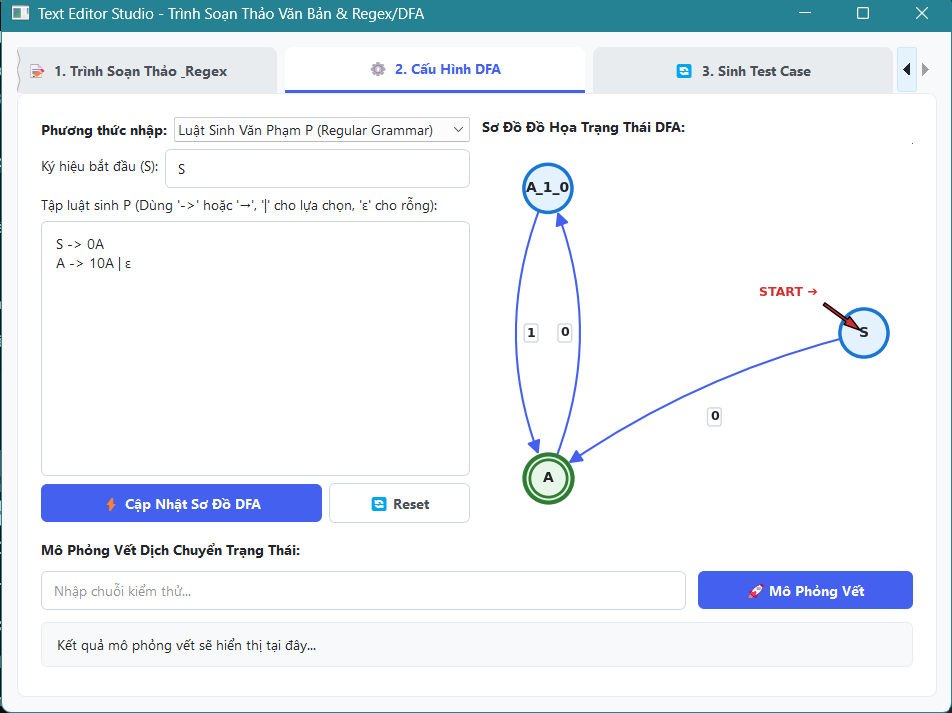 Text Editor Studio - Trình Soạn Thảo Văn Bản & Regex/DFA
1. Trình Soạn Thảo _Regex
2. Cấu Hình DFA
3. Sinh Test Case
Phương thức nhập:
Luật Sinh Văn Phạm P (Regular Grammar)
Ký hiệu bắt đầu (S):
S
Tập luật sinh P (Dùng '->' hoặc '→', '|' cho lựa chọn, 'ε' cho rỗng):
S -> 0A
A -> 10A | ε
Cập Nhật Sơ Đồ DFA
Reset
Sơ Đồ Đồ Họa Trạng Thái DFA:
A_1_0
START →
S
1
0
0
A
Mô Phỏng Vết Dịch Chuyển Trạng Thái:
Nhập chuỗi kiểm thử...
Mô Phỏng Vết
Kết quả mô phỏng vết sẽ hiển thị tại đây...